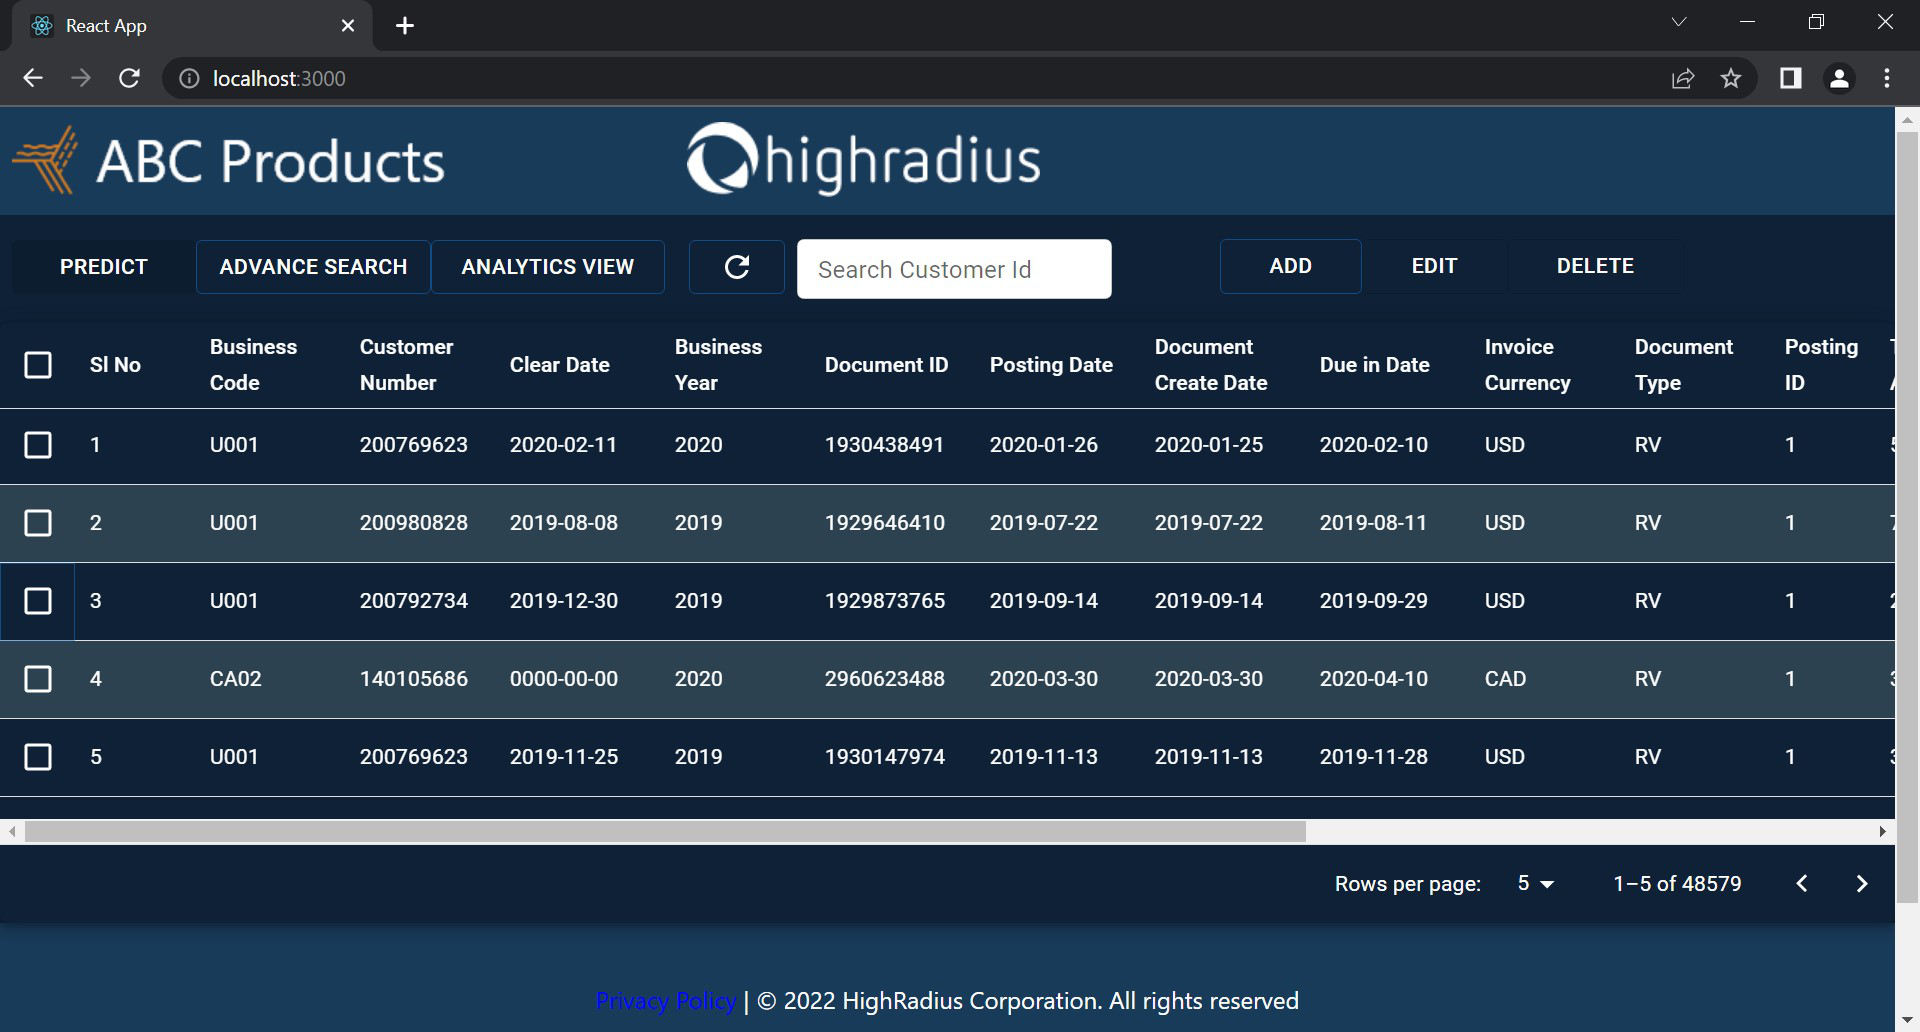 React App
localhost:3000
ABC Products
highradius
PREDICT ADVANCE SEARCH ANALYTICS VIEW Search Customer Id ADD EDIT DELETE
Sl No Business Code Customer Number Clear Date Business Year Document ID Posting Date Document Create Date Due in Date Invoice Currency Document Type Posting ID
1 U001 200769623 2020-02-11 2020 1930438491 2020-01-26 2020-01-25 2020-02-10 USD RV 1
2 U001 200980828 2019-08-08 2019 1929646410 2019-07-22 2019-07-22 2019-08-11 USD RV 1
3 U001 200792734 2019-12-30 2019 1929873765 2019-09-14 2019-09-14 2019-09-29 USD RV 1
4 CA02 140105686 0000-00-00 2020 2960623488 2020-03-30 2020-03-30 2020-04-10 CAD RV 1
5 U001 200769623 2019-11-25 2019 1930147974 2019-11-13 2019-11-13 2019-11-28 USD RV 1
Rows per page: 5 1–5 of 48579
Privacy Policy | © 2022 HighRadius Corporation. All rights reserved